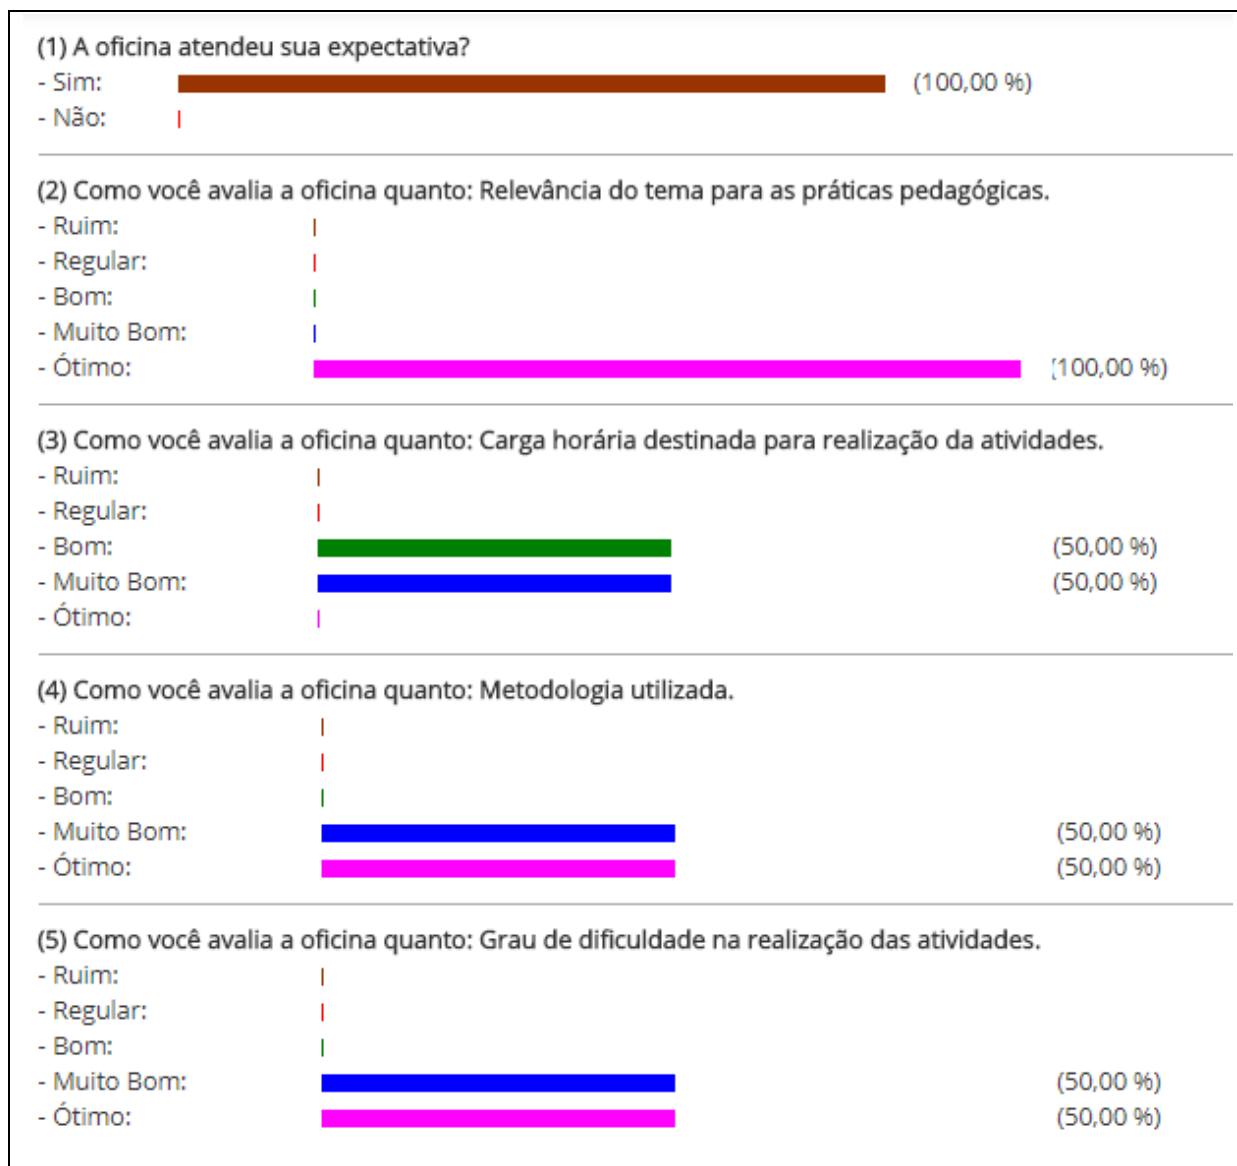 (1) A oficina atendeu sua expectativa?
- Sim: (100,00 %)
- Não:
(2) Como você avalia a oficina quanto: Relevância do tema para as práticas pedagógicas.
- Ruim:
- Regular:
- Bom:
- Muito Bom:
- Ótimo: (100,00 %)
(3) Como você avalia a oficina quanto: Carga horária destinada para realização da atividades.
- Ruim:
- Regular:
- Bom: (50,00 %)
- Muito Bom: (50,00 %)
- Ótimo:
(4) Como você avalia a oficina quanto: Metodologia utilizada.
- Ruim:
- Regular:
- Bom:
- Muito Bom: (50,00 %)
- Ótimo: (50,00 %)
(5) Como você avalia a oficina quanto: Grau de dificuldade na realização das atividades.
- Ruim:
- Regular:
- Bom:
- Muito Bom: (50,00 %)
- Ótimo: (50,00 %)